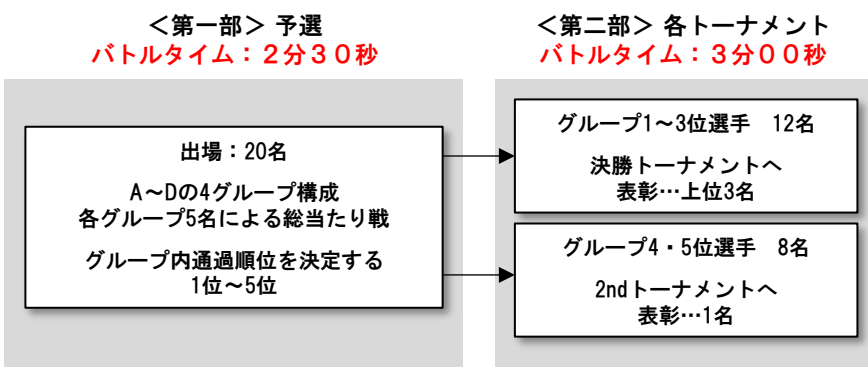 ＜第一部＞ 予選
バトルタイム：２分３０秒
出場：20名
A～Dの4グループ構成
各グループ5名による総当たり戦
グループ内通過順位を決定する
1位～5位
＜第二部＞ 各トーナメント
バトルタイム：３分００秒
グループ1～3位選手　12名
決勝トーナメントへ
表彰…上位3名
グループ4・5位選手　8名
2ndトーナメントへ
表彰…1名